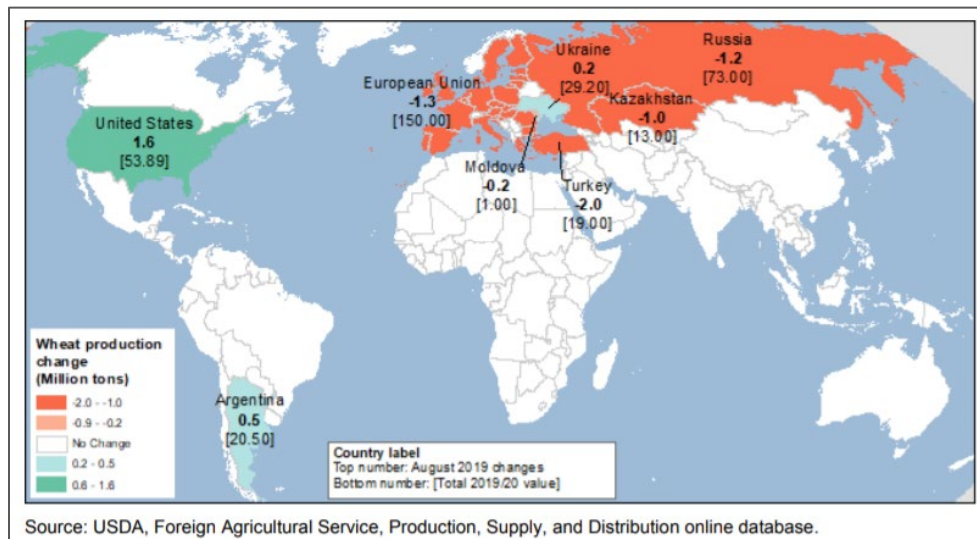 Ukraine
0.2
[29.20]
Russia
-1.2
[73.00]
European Union
-1.3
[150.00]
Kazakhstan
-1.0
[13.00]
United States
1.6
[53.89]
Moldova
-0.2
[1.00]
Turkey
-2.0
[19.00]
Argentina
0.5
[20.50]
Wheat production
change
(Million tons)
-2.0 - -1.0
-0.9 - -0.2
No Change
0.2 - 0.5
0.6 - 1.6
Country label
Top number: August 2019 changes
Bottom number: [Total 2019/20 value]
Source: USDA, Foreign Agricultural Service, Production, Supply, and Distribution online database.